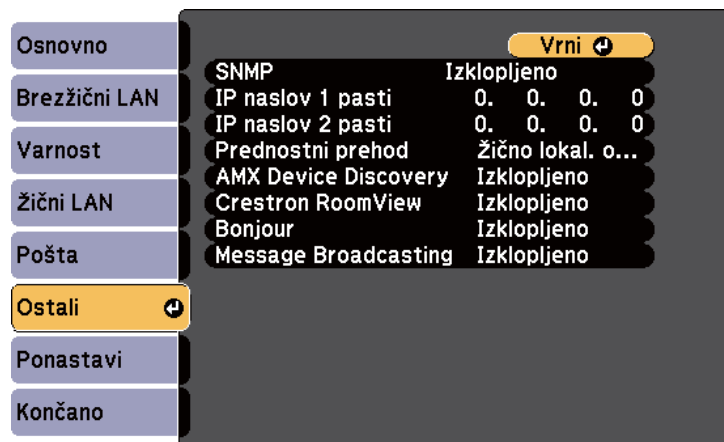 Osnovno
Brezžični LAN
Varnost
Žični LAN
Pošta
Ostali
Ponastavi
Končano
Vrni
SNMP Izklopljeno
IP naslov 1 pasti 0. 0. 0. 0
IP naslov 2 pasti 0. 0. 0. 0
Prednostni prehod Žično lokal. o...
AMX Device Discovery Izklopljeno
Crestron RoomView Izklopljeno
Bonjour Izklopljeno
Message Broadcasting Izklopljeno